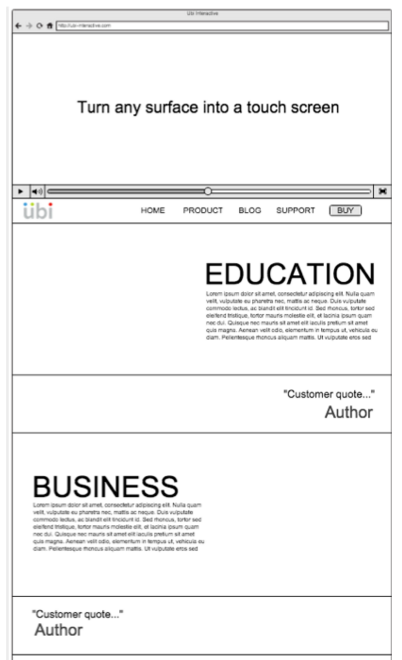 Ubi Interactive
http://ubi-interactive.com
Turn any surface into a touch screen
übi
HOME PRODUCT BLOG SUPPORT BUY
EDUCATION
Lorem ipsum dolor sit amet, consectetur adipiscing elit. Nulla quam
velit, vulputate eu pharetra nec, mattis ac neque. Duis vulputate
commodo lectus, ac blandit elit tincidunt id. Sed rhoncus, tortor sed
eleifend tristique, tortor mauris molestie elit, et lacinia ipsum quam
nec dui. Quisque nec mauris sit amet elit iaculis pretium sit amet
quis magna. Aenean velit odio, elementum in tempus ut, vehicula eu
diam. Pellentesque rhoncus aliquam mattis. Ut vulputate eros sed
"Customer quote..."
Author
BUSINESS
Lorem ipsum dolor sit amet, consectetur adipiscing elit. Nulla quam
velit, vulputate eu pharetra nec, mattis ac neque. Duis vulputate
commodo lectus, ac blandit elit tincidunt id. Sed rhoncus, tortor sed
eleifend tristique, tortor mauris molestie elit, et lacinia ipsum quam
nec dui. Quisque nec mauris sit amet elit iaculis pretium sit amet
quis magna. Aenean velit odio, elementum in tempus ut, vehicula eu
diam. Pellentesque rhoncus aliquam mattis. Ut vulputate eros sed
"Customer quote..."
Author